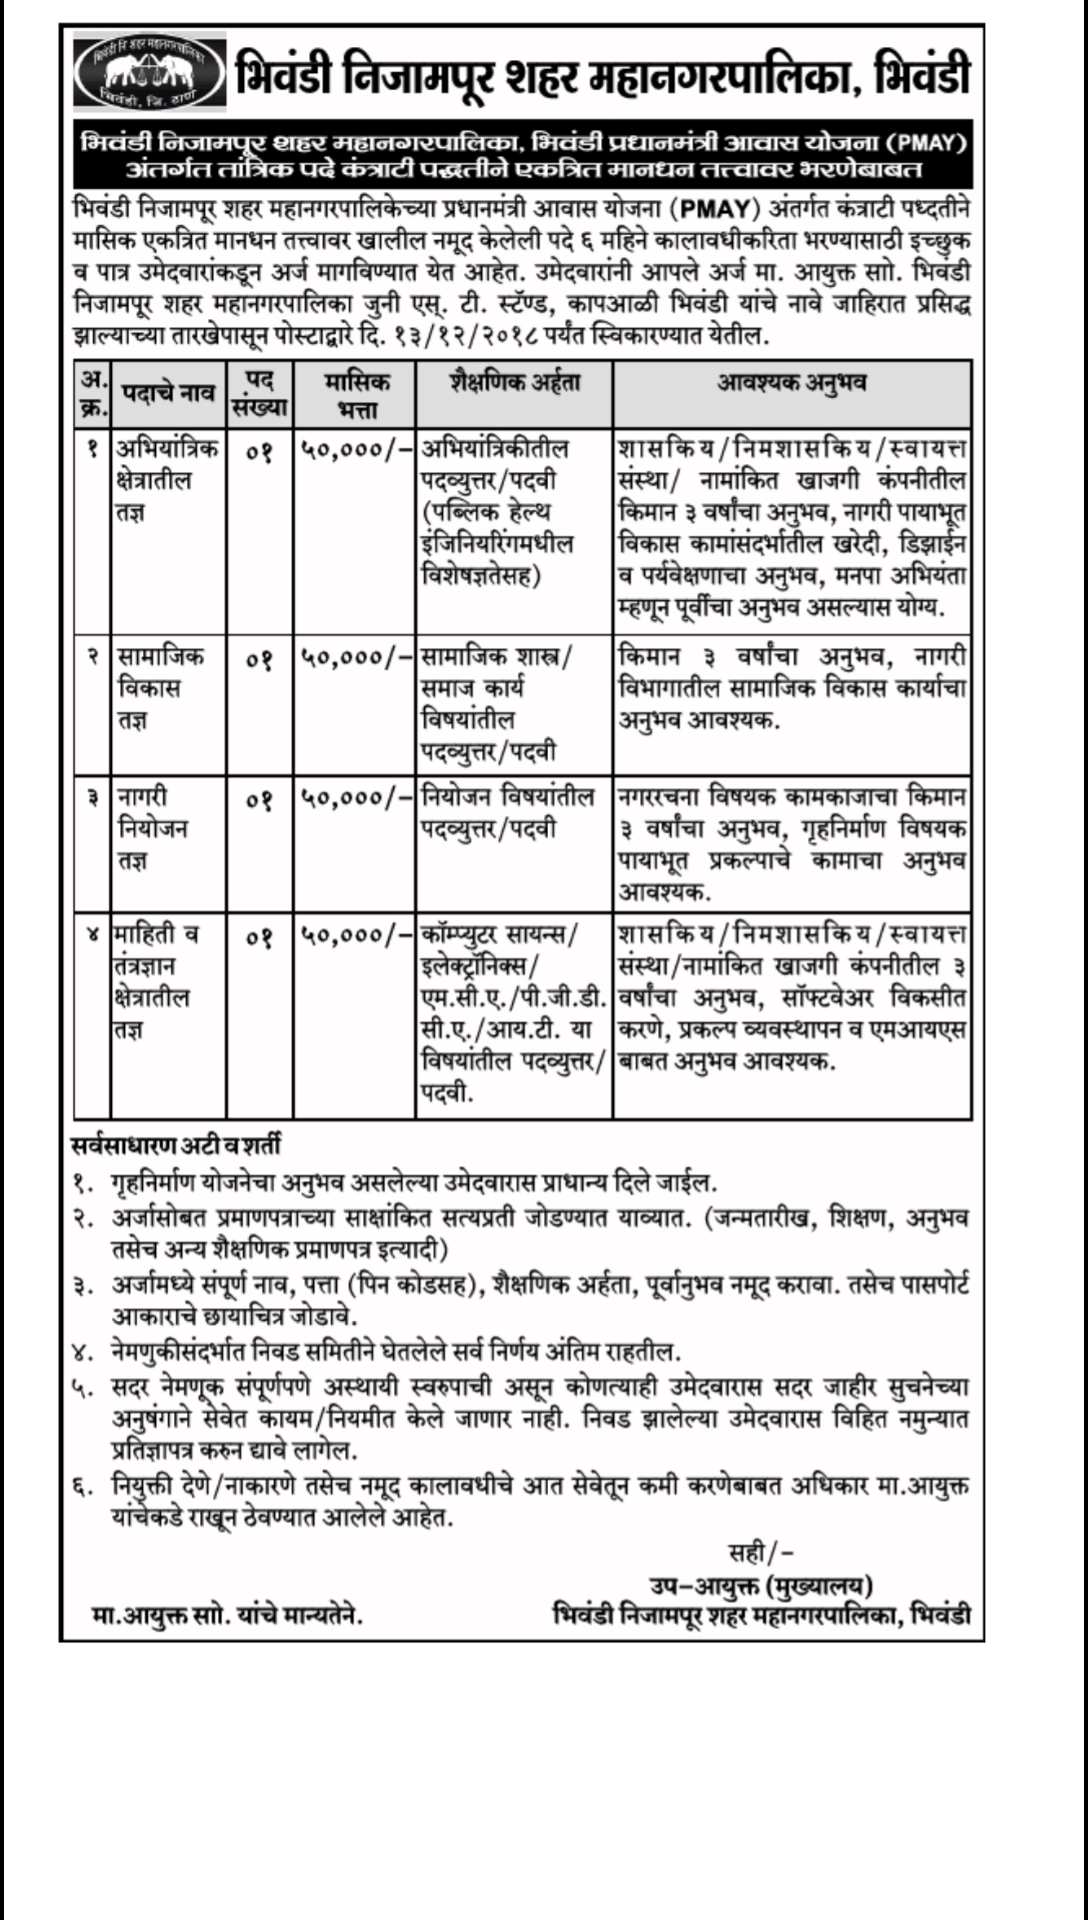 भिवंडी नि शहर महानगरपालिका
भिवंडी, जि. ठाणे
भिवंडी निजामपूर शहर महानगरपालिका, भिवंडी
भिवंडी निजामपूर शहर महानगरपालिका, भिवंडी प्रधानमंत्री आवास योजना (PMAY)
अंतर्गत तांत्रिक पदे कंत्राटी पद्धतीने एकत्रित मानधन तत्त्वावर भरणेबाबत
भिवंडी निजामपूर शहर महानगरपालिकेच्या प्रधानमंत्री आवास योजना (PMAY) अंतर्गत कंत्राटी पध्दतीने
मासिक एकत्रित मानधन तत्त्वावर खालील नमूद केलेली पदे ६ महिने कालावधीकरिता भरण्यासाठी इच्छुक
व पात्र उमेदवारांकडून अर्ज मागविण्यात येत आहेत. उमेदवारांनी आपले अर्ज मा. आयुक्त साो. भिवंडी
निजामपूर शहर महानगरपालिका जुनी एस्. टी. स्टॅण्ड, कापआळी भिवंडी यांचे नावे जाहिरात प्रसिद्ध
झाल्याच्या तारखेपासून पोस्टाद्वारे दि. १३/१२/२०१८ पर्यंत स्विकारण्यात येतील.
अ. क्र. पदाचे नाव पद संख्या मासिक भत्ता शैक्षणिक अर्हता आवश्यक अनुभव
१ अभियांत्रिक ०१ ५०,०००/- अभियांत्रिकीतील शासकिय/निमशासकिय/स्वायत्त
क्षेत्रातील पदव्युत्तर/पदवी संस्था/ नामांकित खाजगी कंपनीतील
तज्ञ (पब्लिक हेल्थ किमान ३ वर्षांचा अनुभव, नागरी पायाभूत
इंजिनियरिंगमधील विकास कामांसंदर्भातील खरेदी, डिझाईन
विशेषज्ञतेसह) व पर्यवेक्षणाचा अनुभव, मनपा अभियंता
म्हणून पूर्वीचा अनुभव असल्यास योग्य.
२ सामाजिक ०१ ५०,०००/- सामाजिक शास्त्र/ किमान ३ वर्षांचा अनुभव, नागरी
विकास समाज कार्य विभागातील सामाजिक विकास कार्याचा
तज्ञ विषयांतील अनुभव आवश्यक.
पदव्युत्तर/पदवी
३ नागरी ०१ ५०,०००/- नियोजन विषयांतील नगररचना विषयक कामकाजाचा किमान
नियोजन पदव्युत्तर/पदवी ३ वर्षांचा अनुभव, गृहनिर्माण विषयक
तज्ञ पायाभूत प्रकल्पाचे कामाचा अनुभव
आवश्यक.
४ माहिती व ०१ ५०,०००/- कॉम्प्युटर सायन्स/ शासकिय/निमशासकिय/स्वायत्त
तंत्रज्ञान इलेक्ट्रॉनिक्स/ संस्था/नामांकित खाजगी कंपनीतील ३
क्षेत्रातील एम.सी.ए./पी.जी.डी. वर्षांचा अनुभव, सॉफ्टवेअर विकसीत
तज्ञ सी.ए./आय.टी. या करणे, प्रकल्प व्यवस्थापन व एमआयएस
विषयांतील पदव्युत्तर/ बाबत अनुभव आवश्यक.
पदवी.
सर्वसाधारण अटी व शर्ती
१. गृहनिर्माण योजनेचा अनुभव असलेल्या उमेदवारास प्राधान्य दिले जाईल.
२. अर्जासोबत प्रमाणपत्राच्या साक्षांकित सत्यप्रती जोडण्यात याव्यात. (जन्मतारीख, शिक्षण, अनुभव
तसेच अन्य शैक्षणिक प्रमाणपत्र इत्यादी)
३. अर्जामध्ये संपूर्ण नाव, पत्ता (पिन कोडसह), शैक्षणिक अर्हता, पूर्वानुभव नमूद करावा. तसेच पासपोर्ट
आकाराचे छायाचित्र जोडावे.
४. नेमणुकीसंदर्भात निवड समितीने घेतलेले सर्व निर्णय अंतिम राहतील.
५. सदर नेमणूक संपूर्णपणे अस्थायी स्वरुपाची असून कोणत्याही उमेदवारास सदर जाहीर सुचनेच्या
अनुषंगाने सेवेत कायम/नियमीत केले जाणार नाही. निवड झालेल्या उमेदवारास विहित नमुन्यात
प्रतिज्ञापत्र करुन द्यावे लागेल.
६. नियुक्ती देणे/नाकारणे तसेच नमूद कालावधीचे आत सेवेतून कमी करणेबाबत अधिकार मा.आयुक्त
यांचेकडे राखून ठेवण्यात आलेले आहेत.
सही/-
उप-आयुक्त (मुख्यालय)
मा.आयुक्त साो. यांचे मान्यतेने. भिवंडी निजामपूर शहर महानगरपालिका, भिवंडी